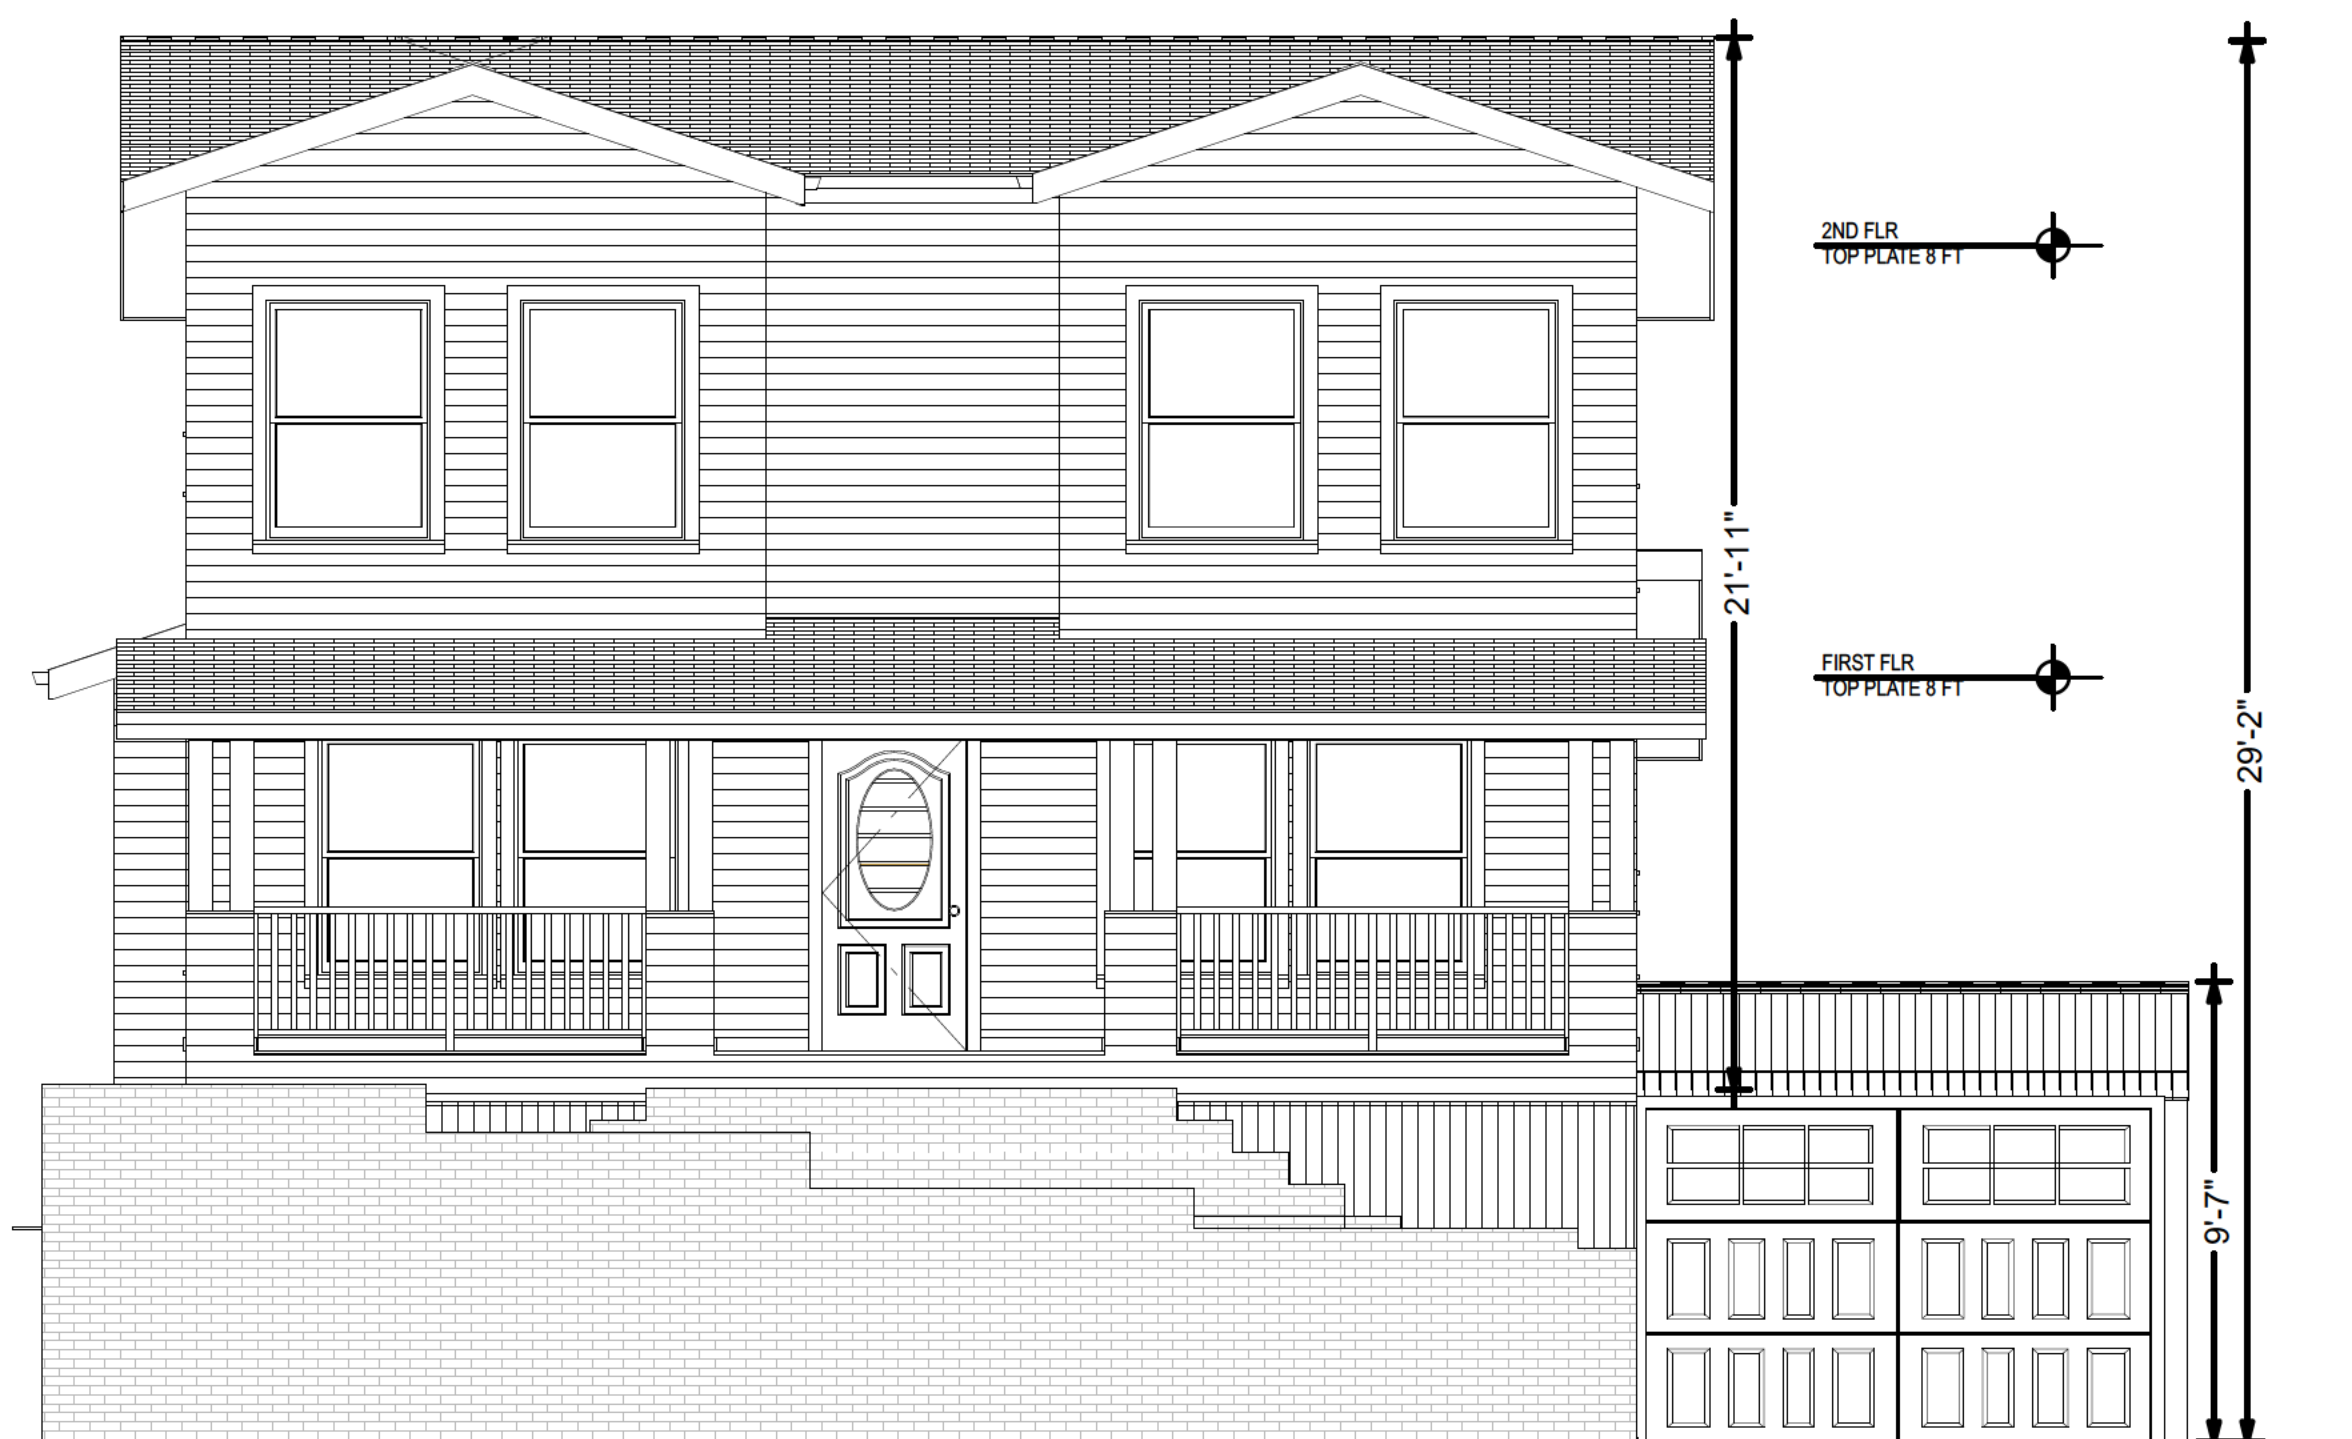 2ND FLR
TOP PLATE 8 FT
21'-11"
FIRST FLR
TOP PLATE 8 FT
29'-2"
9'-7"